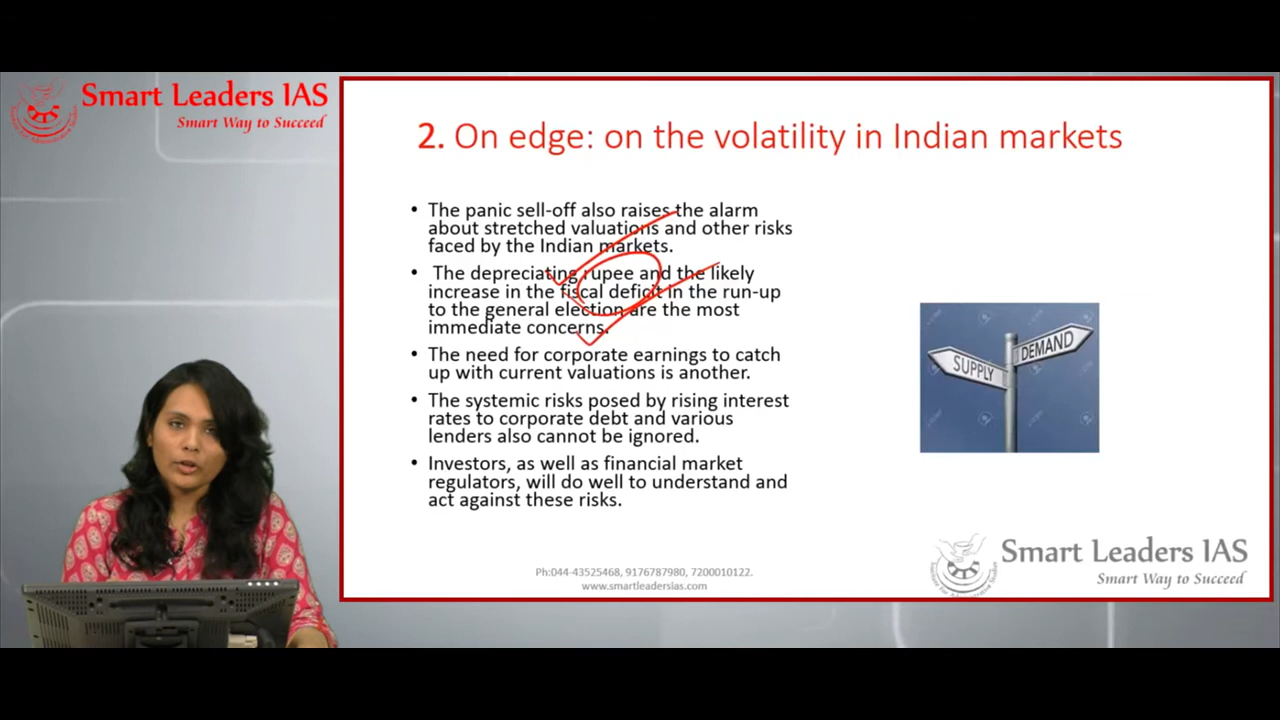 Smart Leaders IAS
Smart Way to Succeed
2. On edge: on the volatility in Indian markets
• The panic sell-off also raises the alarm
about stretched valuations and other risks
faced by the Indian markets.
• The depreciating rupee and the likely
increase in the fiscal deficit in the run-up
to the general election are the most
immediate concerns.
• The need for corporate earnings to catch
up with current valuations is another.
• The systemic risks posed by rising interest
rates to corporate debt and various
lenders also cannot be ignored.
• Investors, as well as financial market
regulators, will do well to understand and
act against these risks.
SUPPLY
DEMAND
Smart Leaders IAS
Smart Way to Succeed
Ph:044-43525468, 9176787980, 7200010122.
www.smartleadersias.com